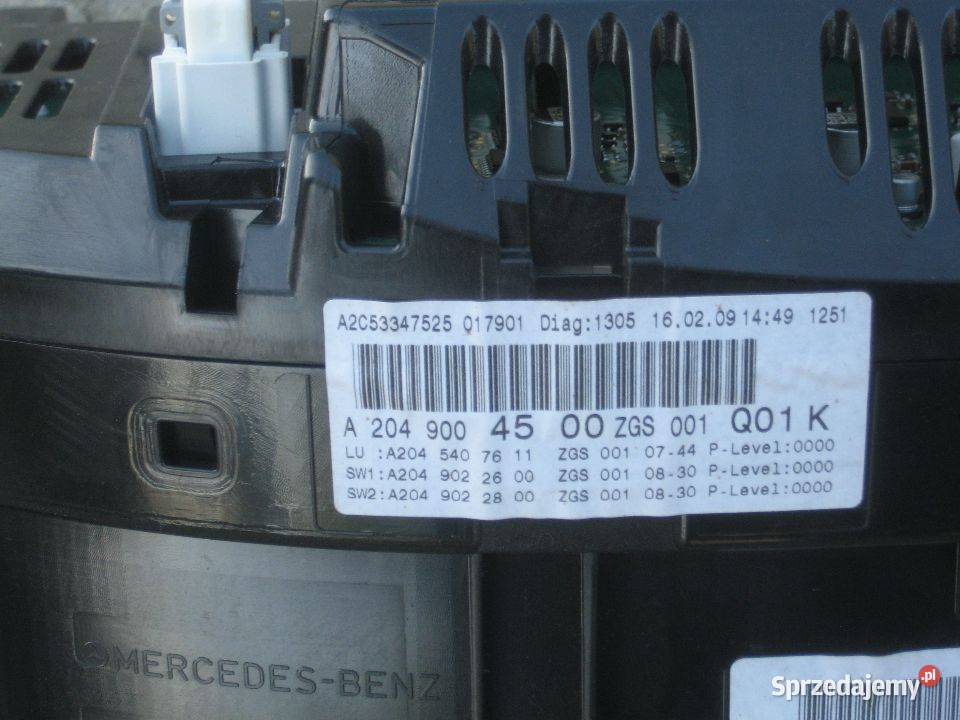 A2C53347525 017901 Diag:1305 16.02.09 14:49 1251
A 204 900 45 00 ZGS 001 Q01 K
LU :A204 540 76 11 ZGS 001 07-44 P-Level:0000
SW1:A204 902 26 00 ZGS 001 08-30 P-Level:0000
SW2:A204 902 28 00 ZGS 001 08-30 P-Level:0000
MERCEDES-BENZ
Sprzedajemy.pl